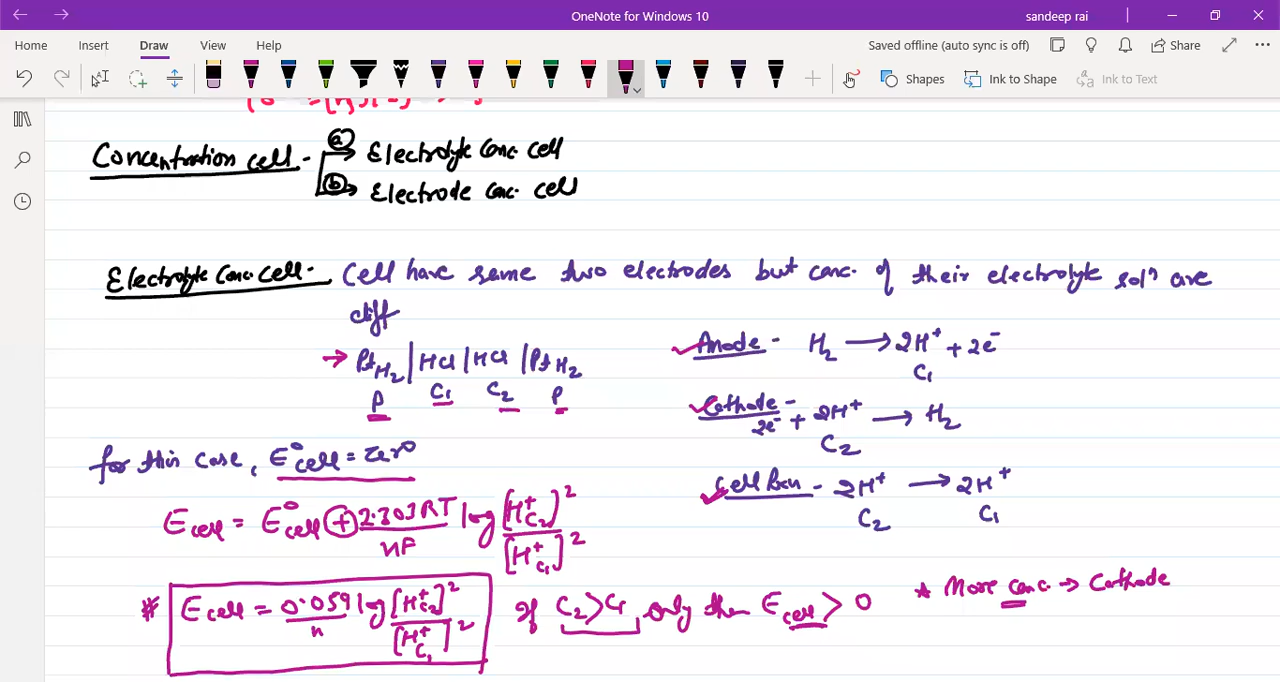 OneNote for Windows 10
sandeep rai
Home Insert Draw View Help
Saved offline (auto sync is off) Share
Shapes Ink to Shape Ink to Text
Concentration cell - (a) Electrolyte Conc. cell
(b) Electrode conc. cell
Electrolyte Conc. cell - Cell have same two electrodes but conc. of their electrolyte solⁿ are
diff
→ Pt H₂ | HCl | HCl | Pt H₂
P C₁ C₂ P
Anode - H₂ → 2H⁺ + 2e⁻
C₁
Cathode - 2e⁻ + 2H⁺ → H₂
C₂
for this case, E°cell = zero
Cell Rxn - 2H⁺ → 2H⁺
C₂ C₁
Ecell = E°cell + 2.303RT/nF log [H⁺C₂]²/[H⁺C₁]²
# Ecell = 0.059/n log [H⁺C₂]²/[H⁺C₁]² If C₂ > C₁ only then Ecell > 0
* More conc → Cathode